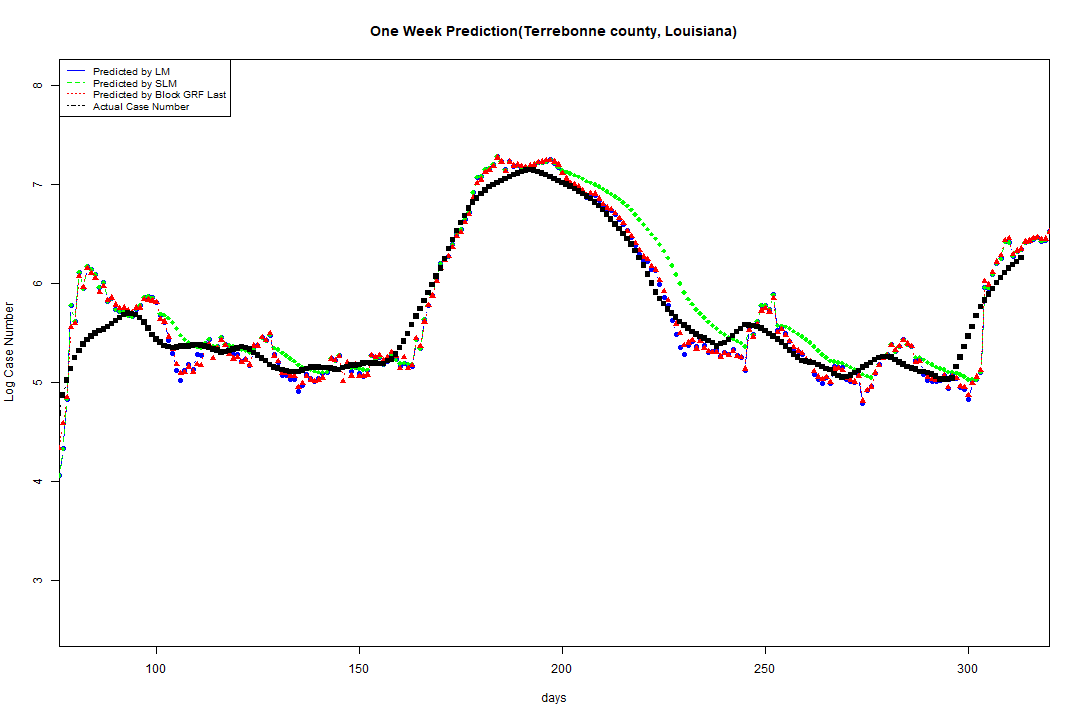 One Week Prediction(Terrebonne county, Louisiana)
Predicted by LM
Predicted by SLM
Predicted by Block GRF Last
Actual Case Number
8
7
6
5
4
3
Log Case Number
100 150 200 250 300
days